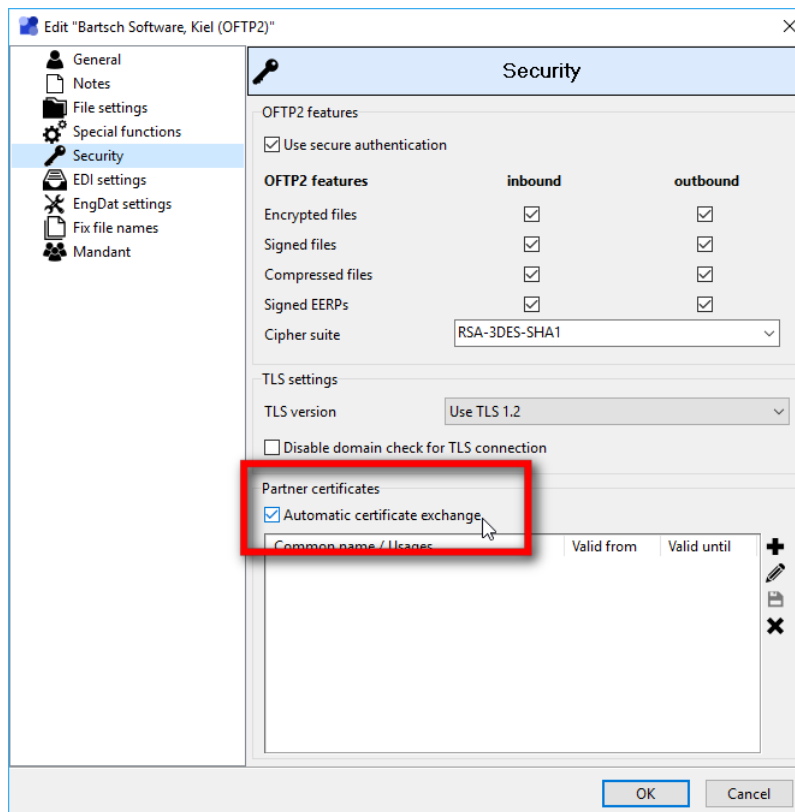 Edit "Bartsch Software, Kiel (OFTP2)"
General
Notes
File settings
Special functions
Security
EDI settings
EngDat settings
Fix file names
Mandant
Security
OFTP2 features
Use secure authentication
OFTP2 features inbound outbound
Encrypted files
Signed files
Compressed files
Signed EERPs
Cipher suite RSA-3DES-SHA1
TLS settings
TLS version Use TLS 1.2
Disable domain check for TLS connection
Partner certificates
Automatic certificate exchange
Common name / Usages Valid from Valid until
OK Cancel